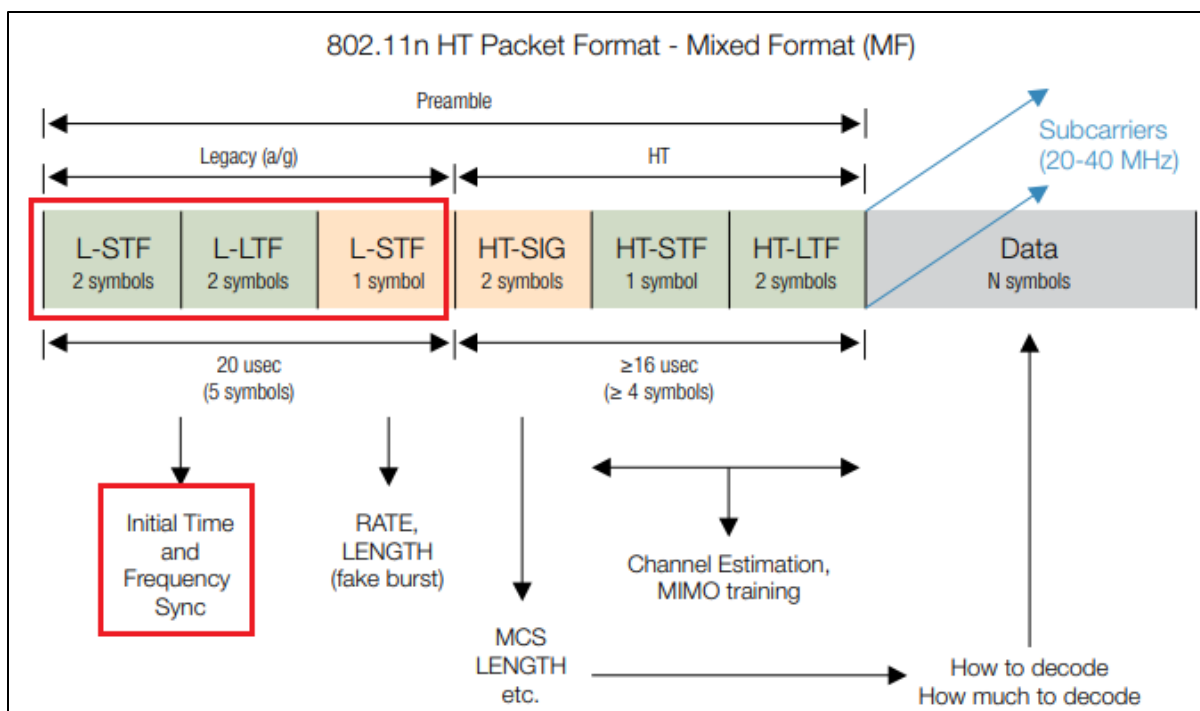 802.11n HT Packet Format - Mixed Format (MF)
Preamble
Subcarriers
(20-40 MHz)
Legacy (a/g)
HT
L-STF
2 symbols
L-LTF
2 symbols
L-STF
1 symbol
HT-SIG
2 symbols
HT-STF
1 symbol
HT-LTF
2 symbols
Data
N symbols
20 usec
(5 symbols)
≥16 usec
(≥ 4 symbols)
Initial Time
and
Frequency
Sync
RATE,
LENGTH
(fake burst)
Channel Estimation,
MIMO training
MCS
LENGTH
etc.
How to decode
How much to decode